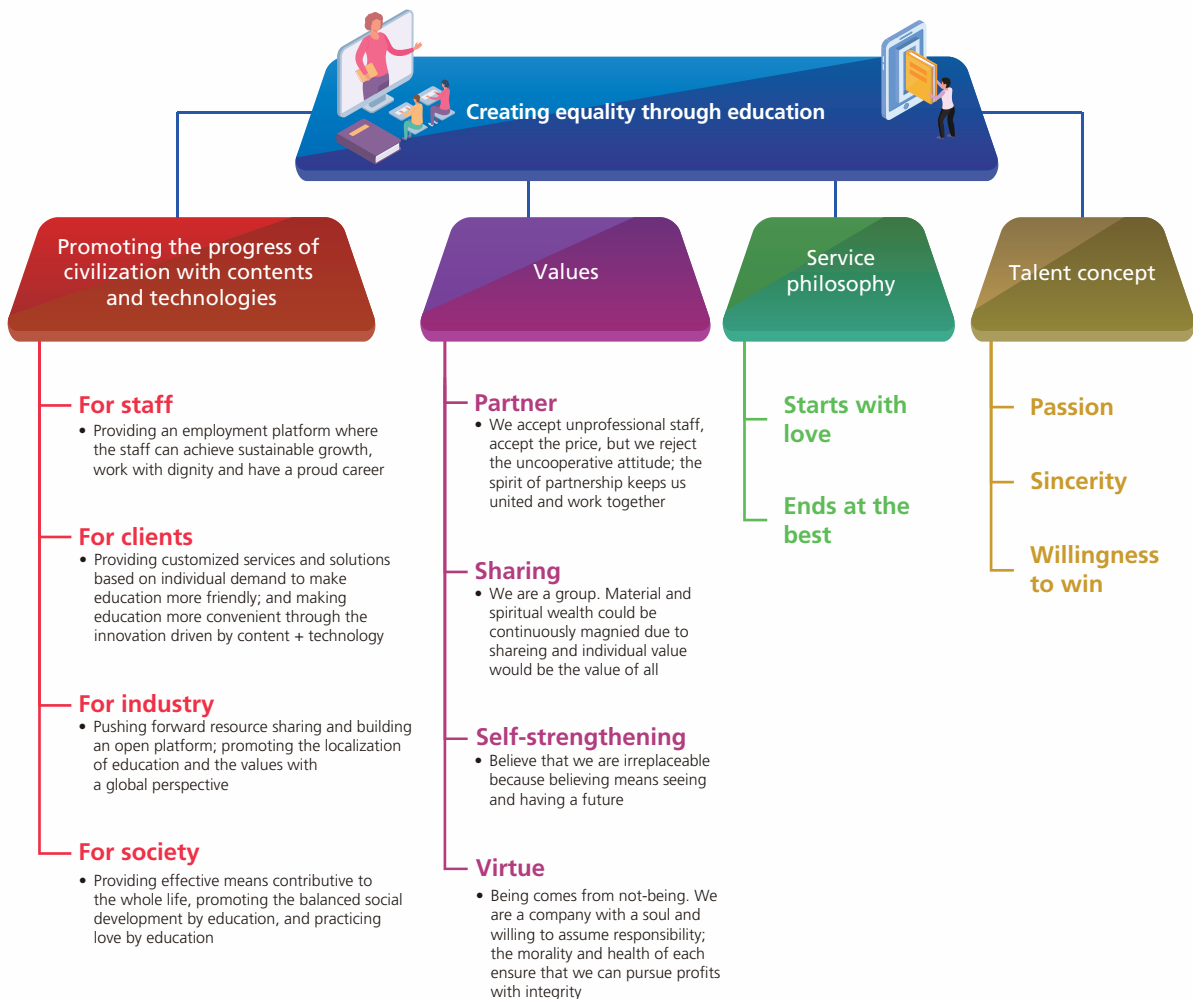 Creating equality through education
Promoting the progress of
civilization with contents
and technologies
For staff
• Providing an employment platform where
the staff can achieve sustainable growth,
work with dignity and have a proud career
For clients
• Providing customized services and solutions
based on individual demand to make
education more friendly; and making
education more convenient through the
innovation driven by content + technology
For industry
• Pushing forward resource sharing and building
an open platform; promoting the localization
of education and the values with
a global perspective
For society
• Providing effective means contributive to
the whole life, promoting the balanced social
development by education, and practicing
love by education
Values
Partner
• We accept unprofessional staff,
accept the price, but we reject
the uncooperative attitude; the
spirit of partnership keeps us
united and work together
Sharing
• We are a group. Material and
spiritual wealth could be
continuously magnied due to
shareing and individual value
would be the value of all
Self-strengthening
• Believe that we are irreplaceable
because believing means seeing
and having a future
Virtue
• Being comes from not-being. We
are a company with a soul and
willing to assume responsibility;
the morality and health of each
ensure that we can pursue profits
with integrity
Service
philosophy
Starts with
love
Ends at the
best
Talent concept
Passion
Sincerity
Willingness
to win